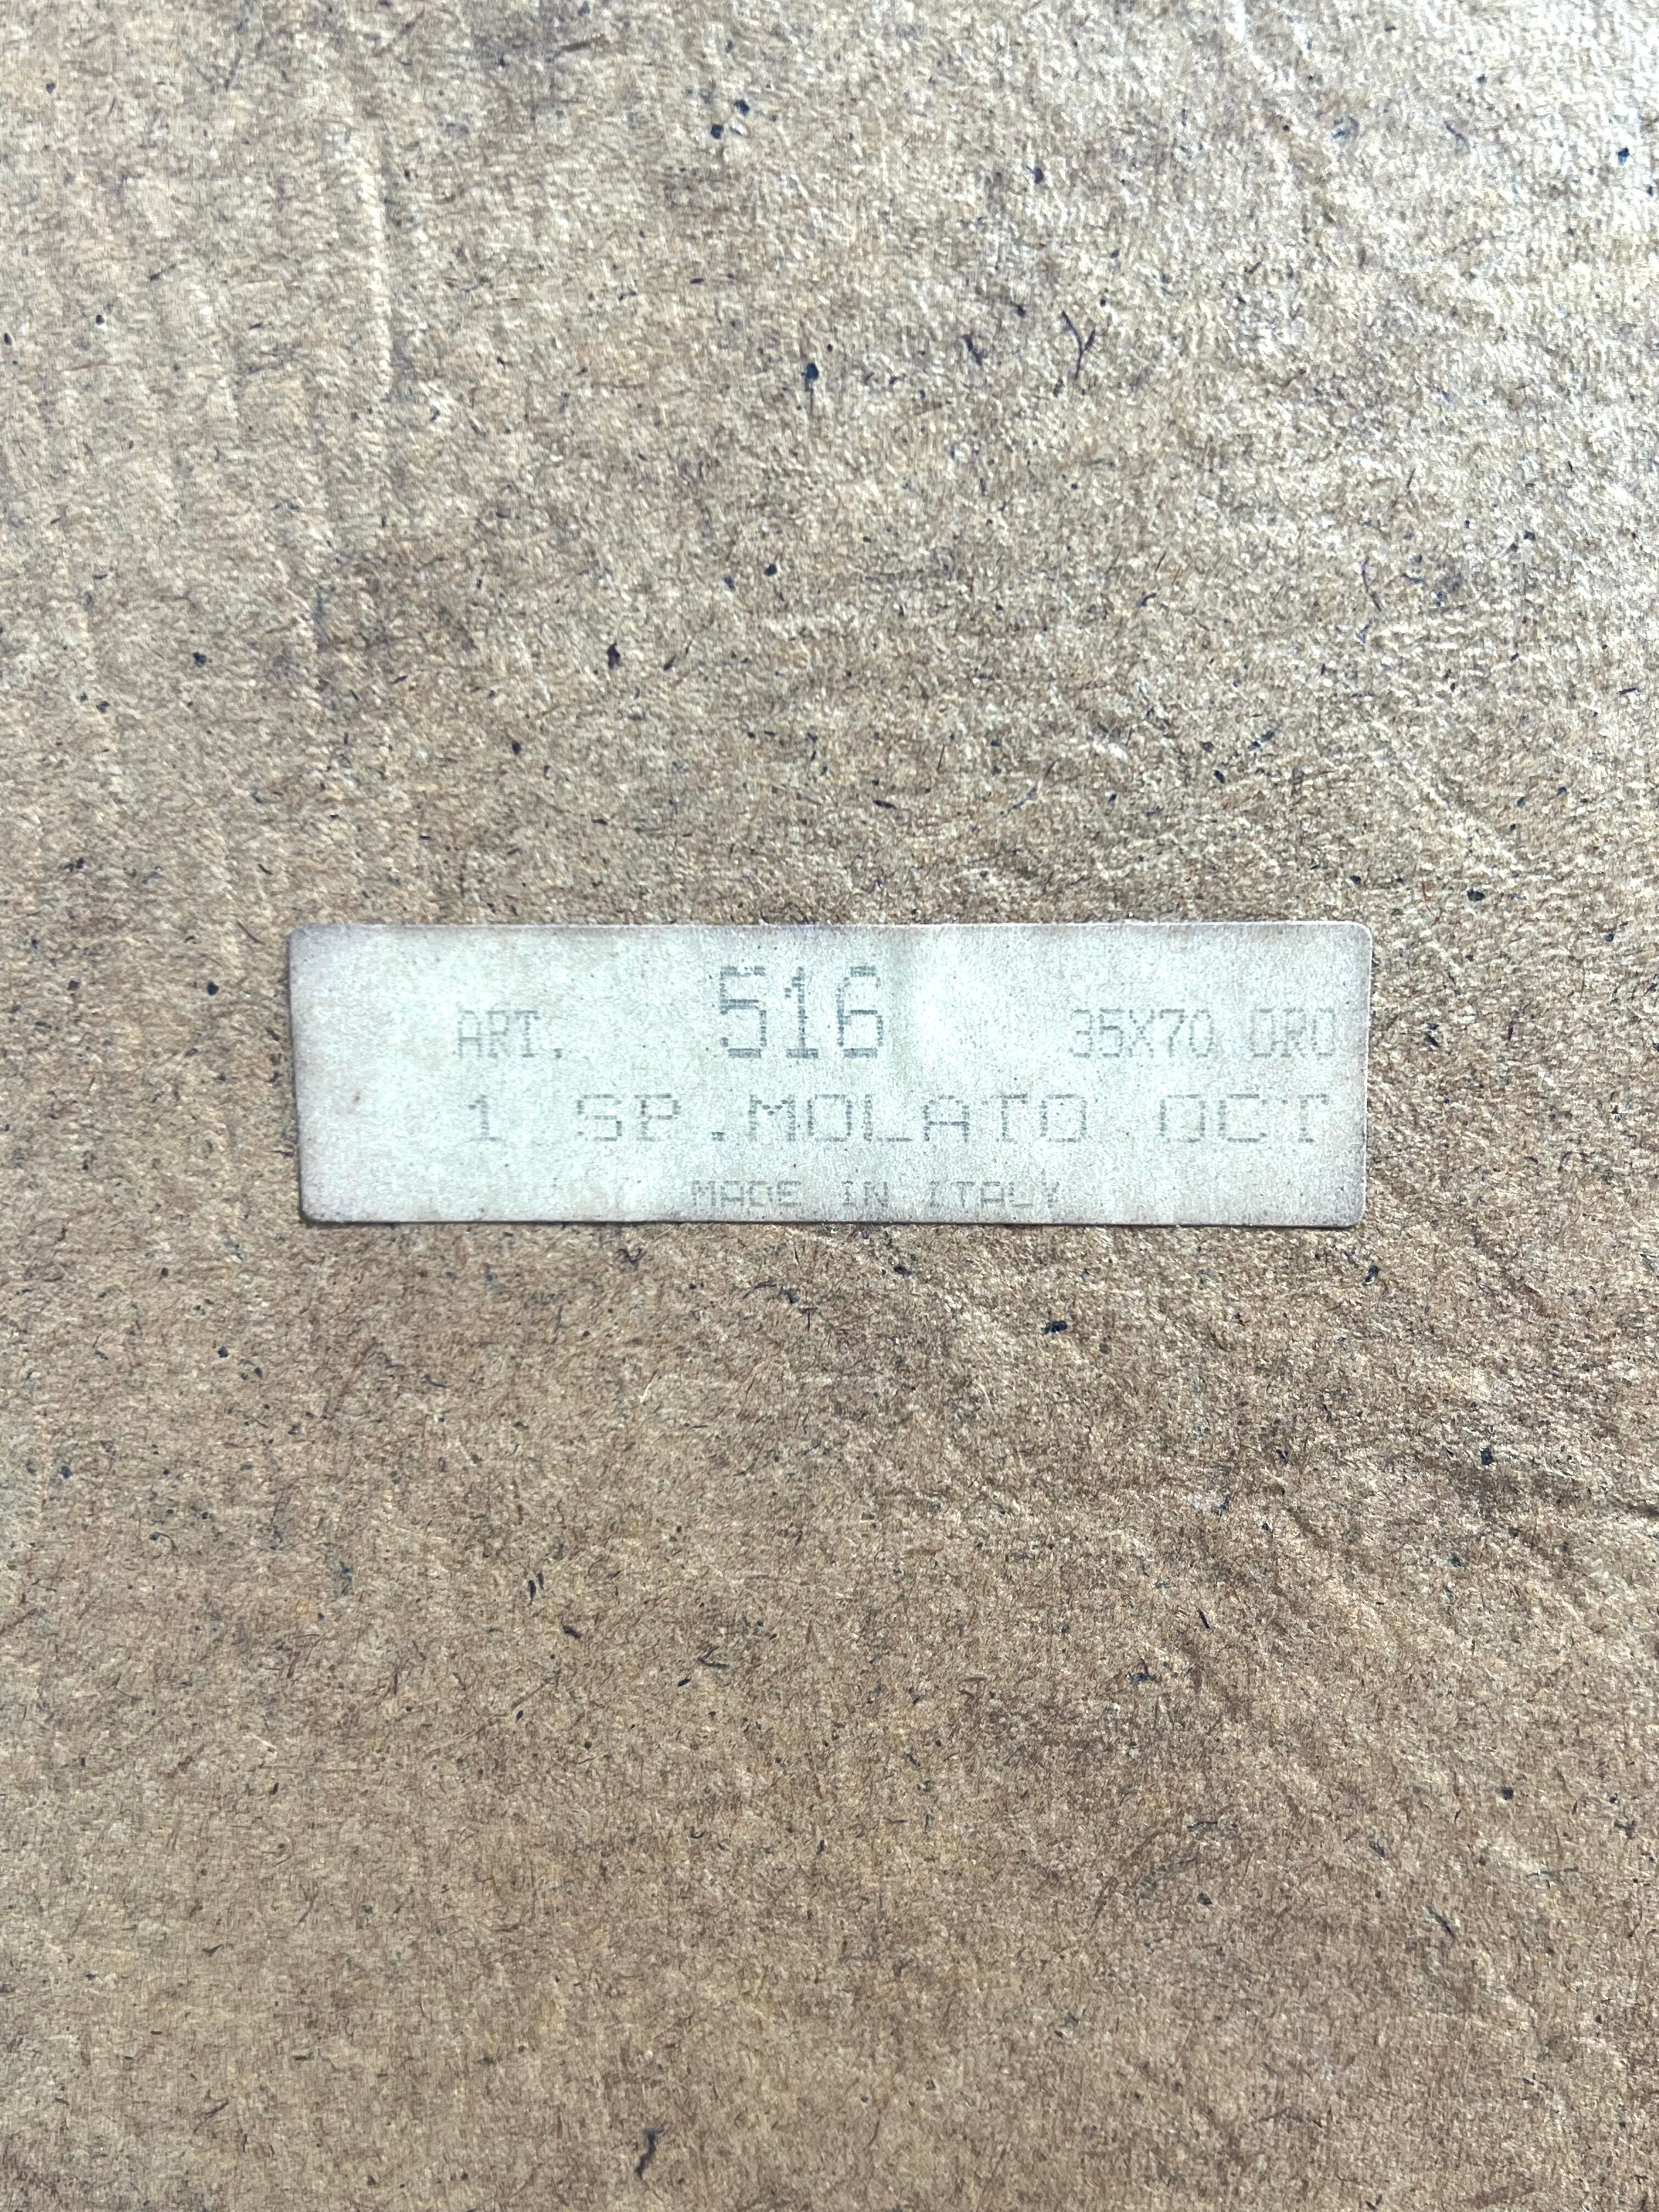 ART. 516 35X70 ORO
1 SP.MOLATO OCT
MADE IN ITALY